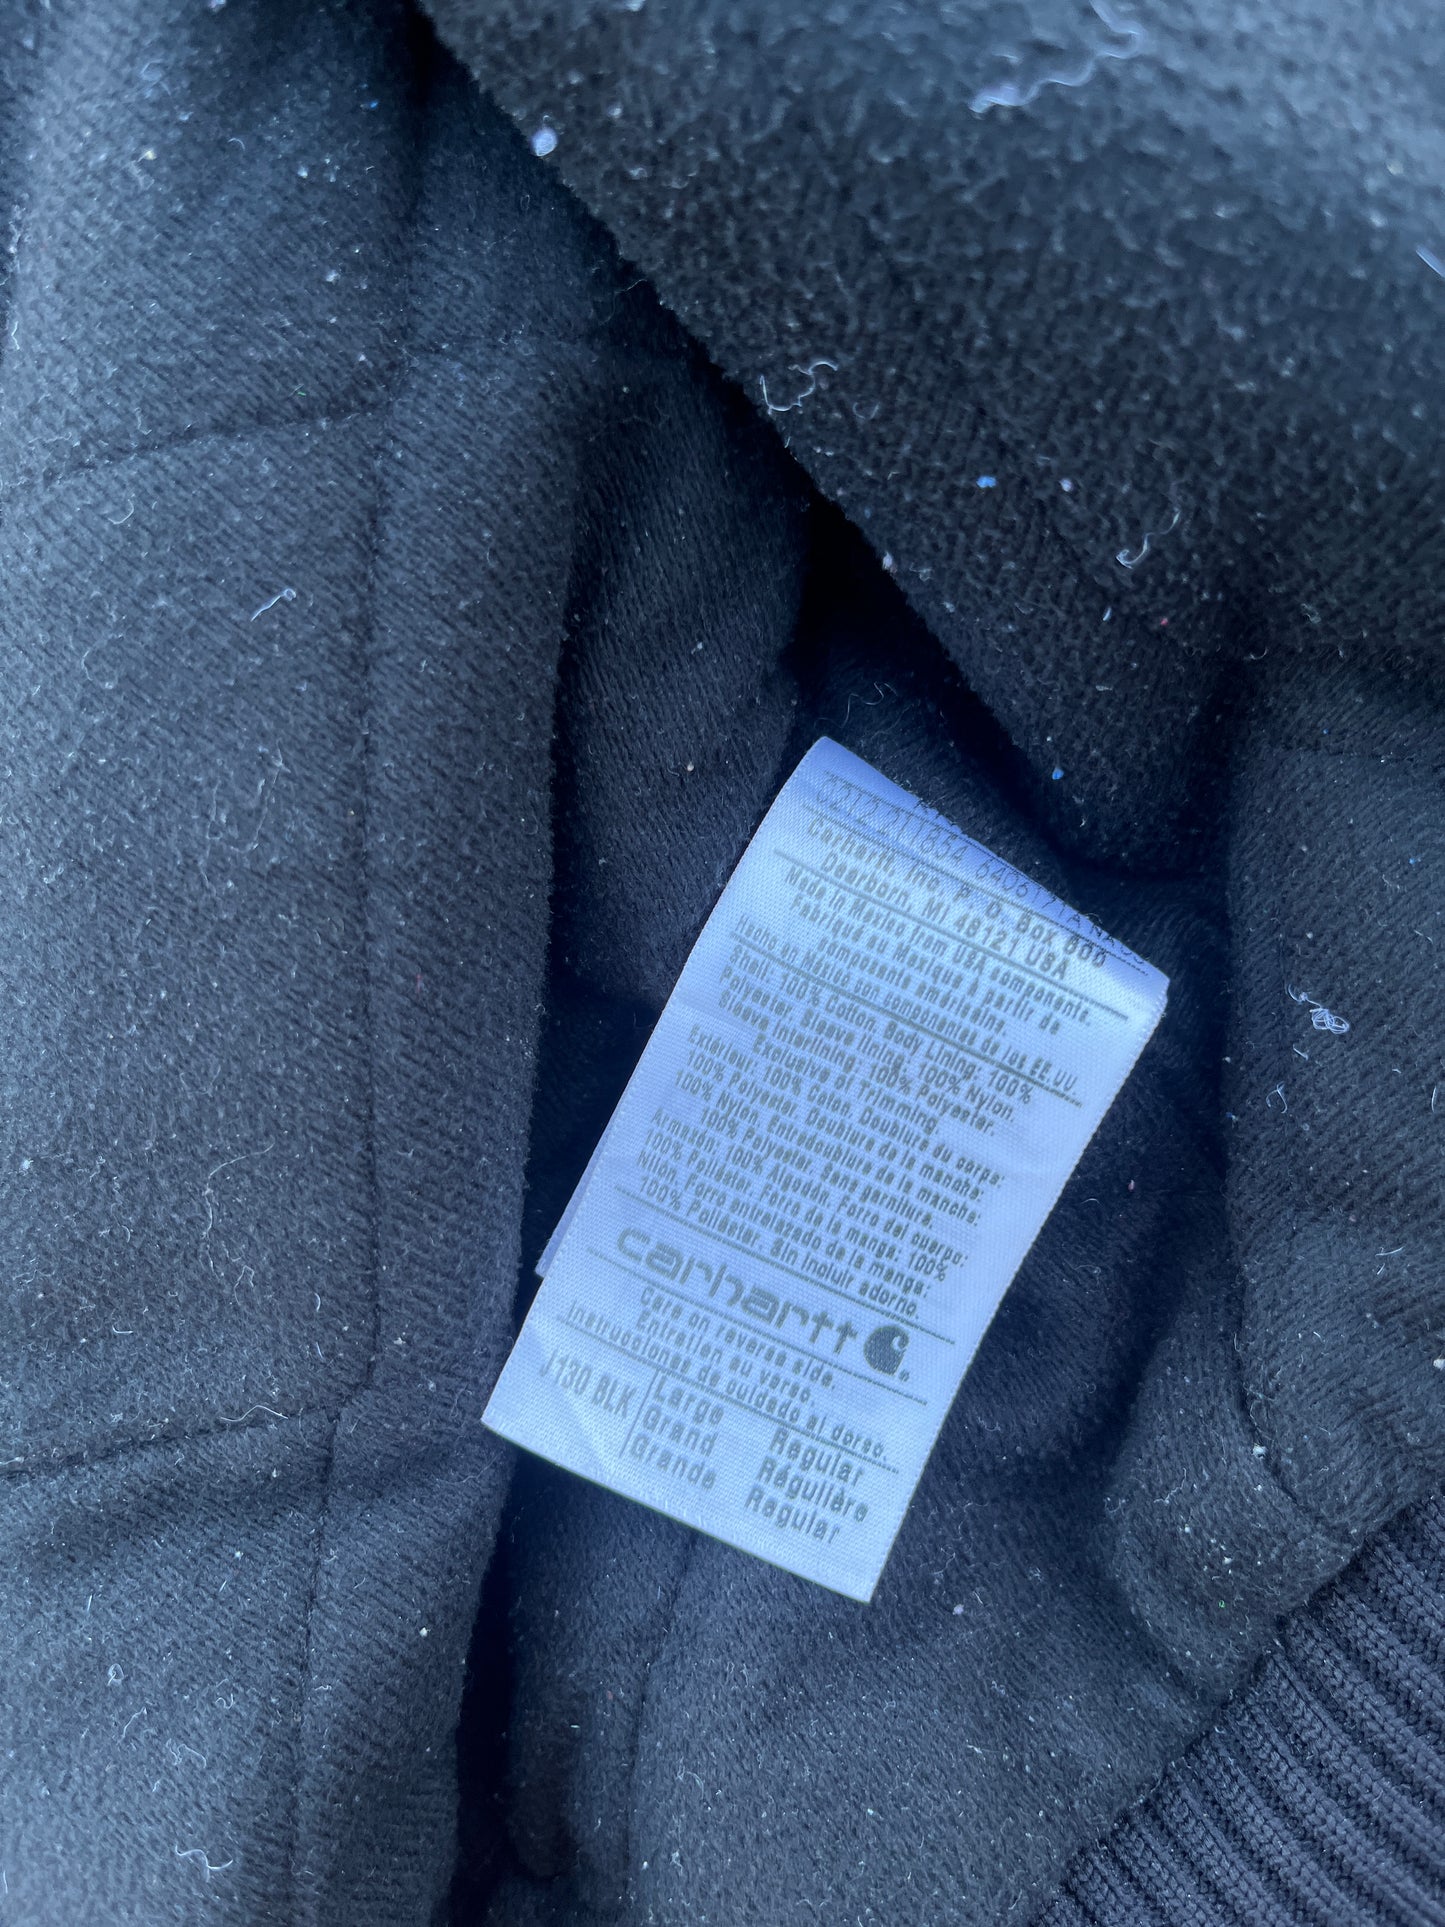 Carhartt, Inc. P.O. Box 600
Dearborn, MI 48121 USA
Made in Mexico from USA components.
Fabriqué au Mexique à partir de
composants américains.
Hecho en México con componentes de los EE.UU.
Shell: 100% Cotton. Body Lining: 100%
Polyester. Sleeve lining: 100% Nylon.
Sleeve Interlining: 100% Polyester.
Exclusive of Trimming
Extérieur: 100% Coton. Doublure du corps:
100% Polyester. Doublure de la manche:
100% Nylon. Entredoublure de la manche:
100% Polyester. Sans garniture.
Armasón: 100% Algodón. Forro del cuerpo:
100% Poliéster. Forro de la manga: 100%
Nilón. Forro entrelazado de la manga:
100% Poliéster. Sin incluir adorno.
carhartt
Care on reverse side.
Entretien au verso.
Instrucciones de cuidado al dorso.
J130 BLK Large Regular
Grand Régulière
Grande Regular